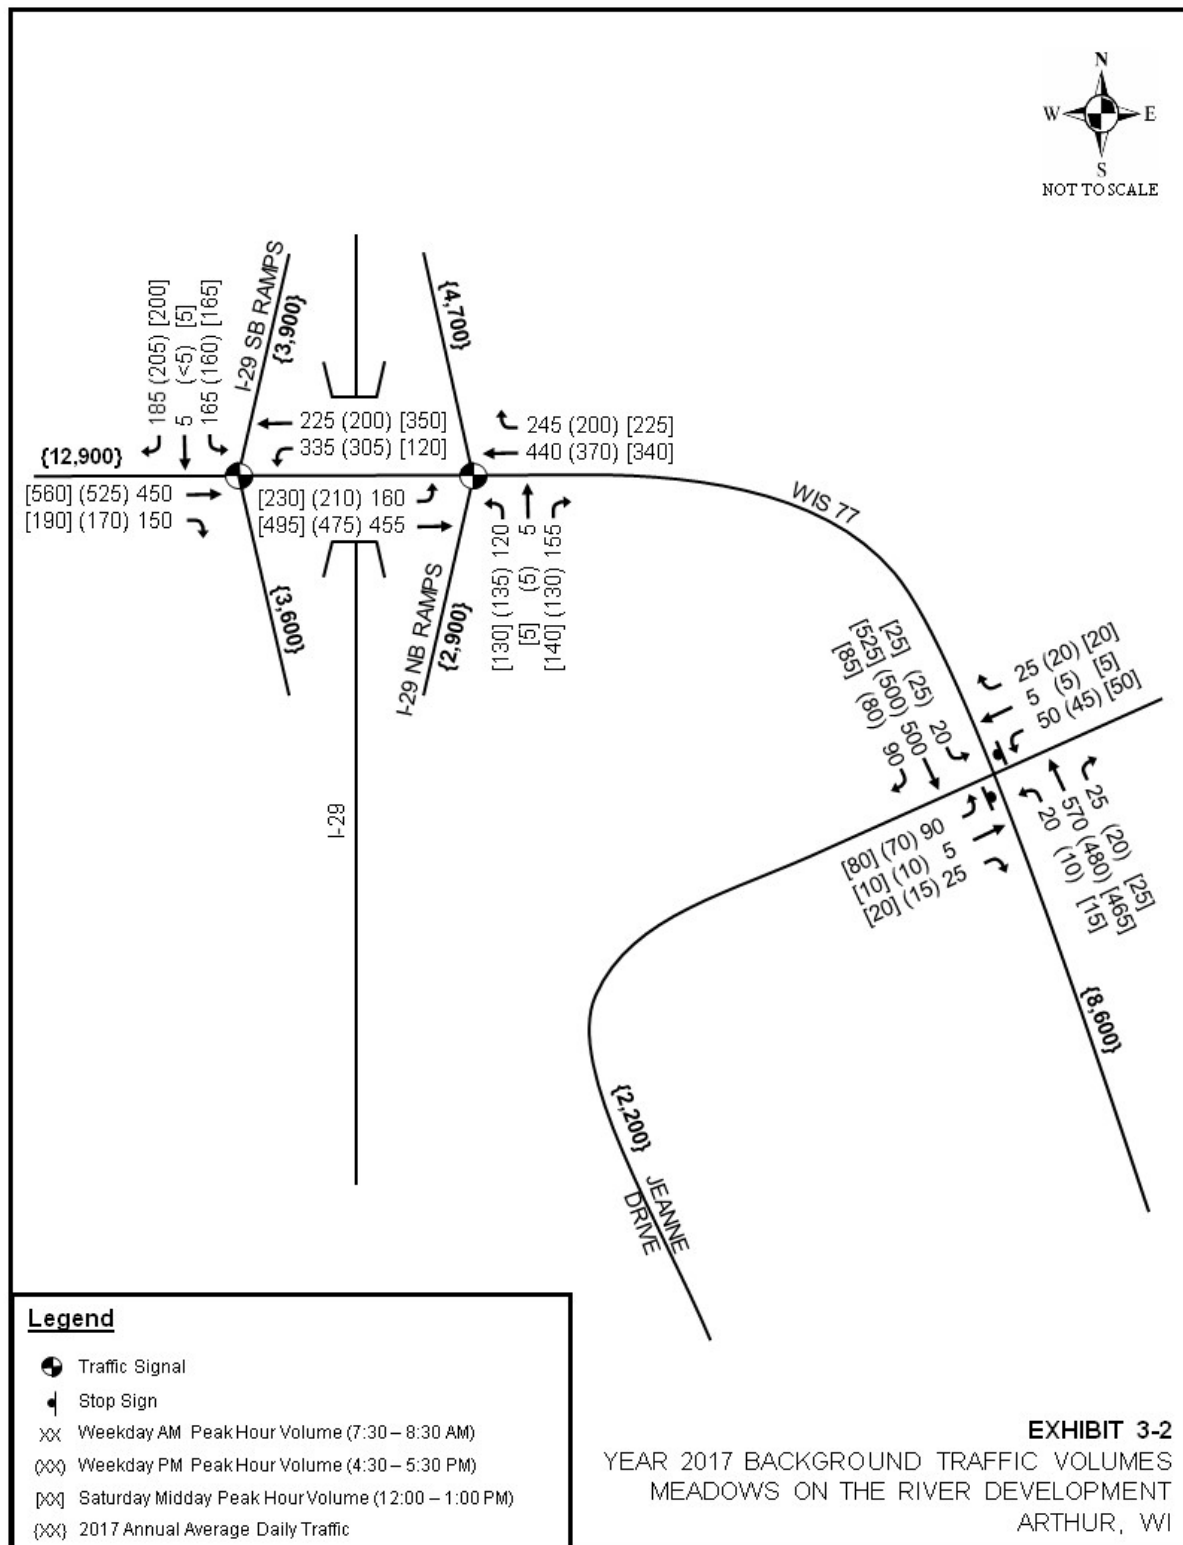 N
W E
S
NOT TO SCALE
185 (205) [200]
5 (<5) [5]
165 (160) [165]
I-29 SB RAMPS
{3,900}
{4,700}
225 (200) [350]
335 (305) [120]
245 (200) [225]
440 (370) [340]
{12,900}
[560] (525) 450
[190] (170) 150
[230] (210) 160
[495] (475) 455
WIS 77
{3,600}
I-29 NB RAMPS
{2,900}
[130] (135) 120
[5] (5) 5
[140] (130) 155
[25] (25) 20
[525] (500) 500
[85] (80) 90
25 (20) [20]
5 (5) [5]
50 (45) [50]
I-29
[80] (70) 90
[10] (10) 5
[20] (15) 25
25 (20) [25]
570 (480) [465]
20 (10) [15]
{8,600}
{2,200}
JEANNE
DRIVE
Legend
Traffic Signal
Stop Sign
XX Weekday AM Peak Hour Volume (7:30 – 8:30 AM)
(XX) Weekday PM Peak Hour Volume (4:30 – 5:30 PM)
[XX] Saturday Midday Peak Hour Volume (12:00 – 1:00 PM)
{XX} 2017 Annual Average Daily Traffic
EXHIBIT 3-2
YEAR 2017 BACKGROUND TRAFFIC VOLUMES
MEADOWS ON THE RIVER DEVELOPMENT
ARTHUR, WI